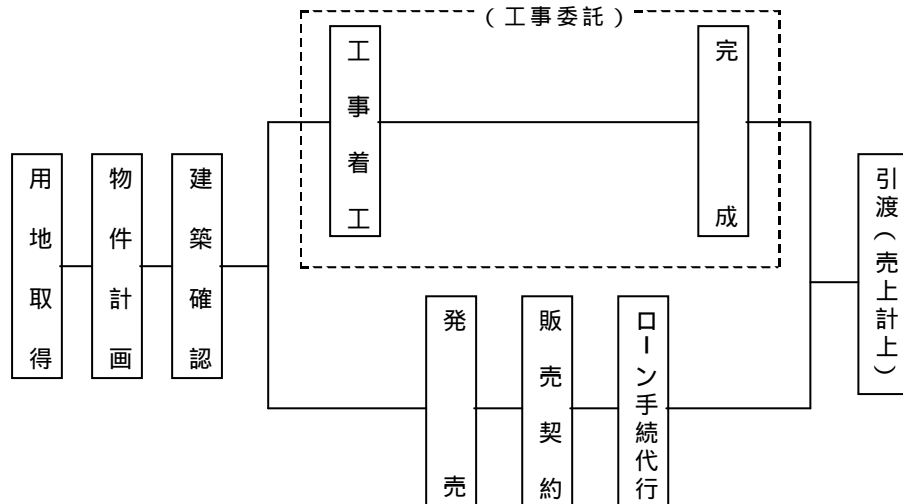 (工事委託)
工事着工
完成
用地取得
物件計画
建築確認
引渡(売上計上)
発売
販売契約
ローン手続代行